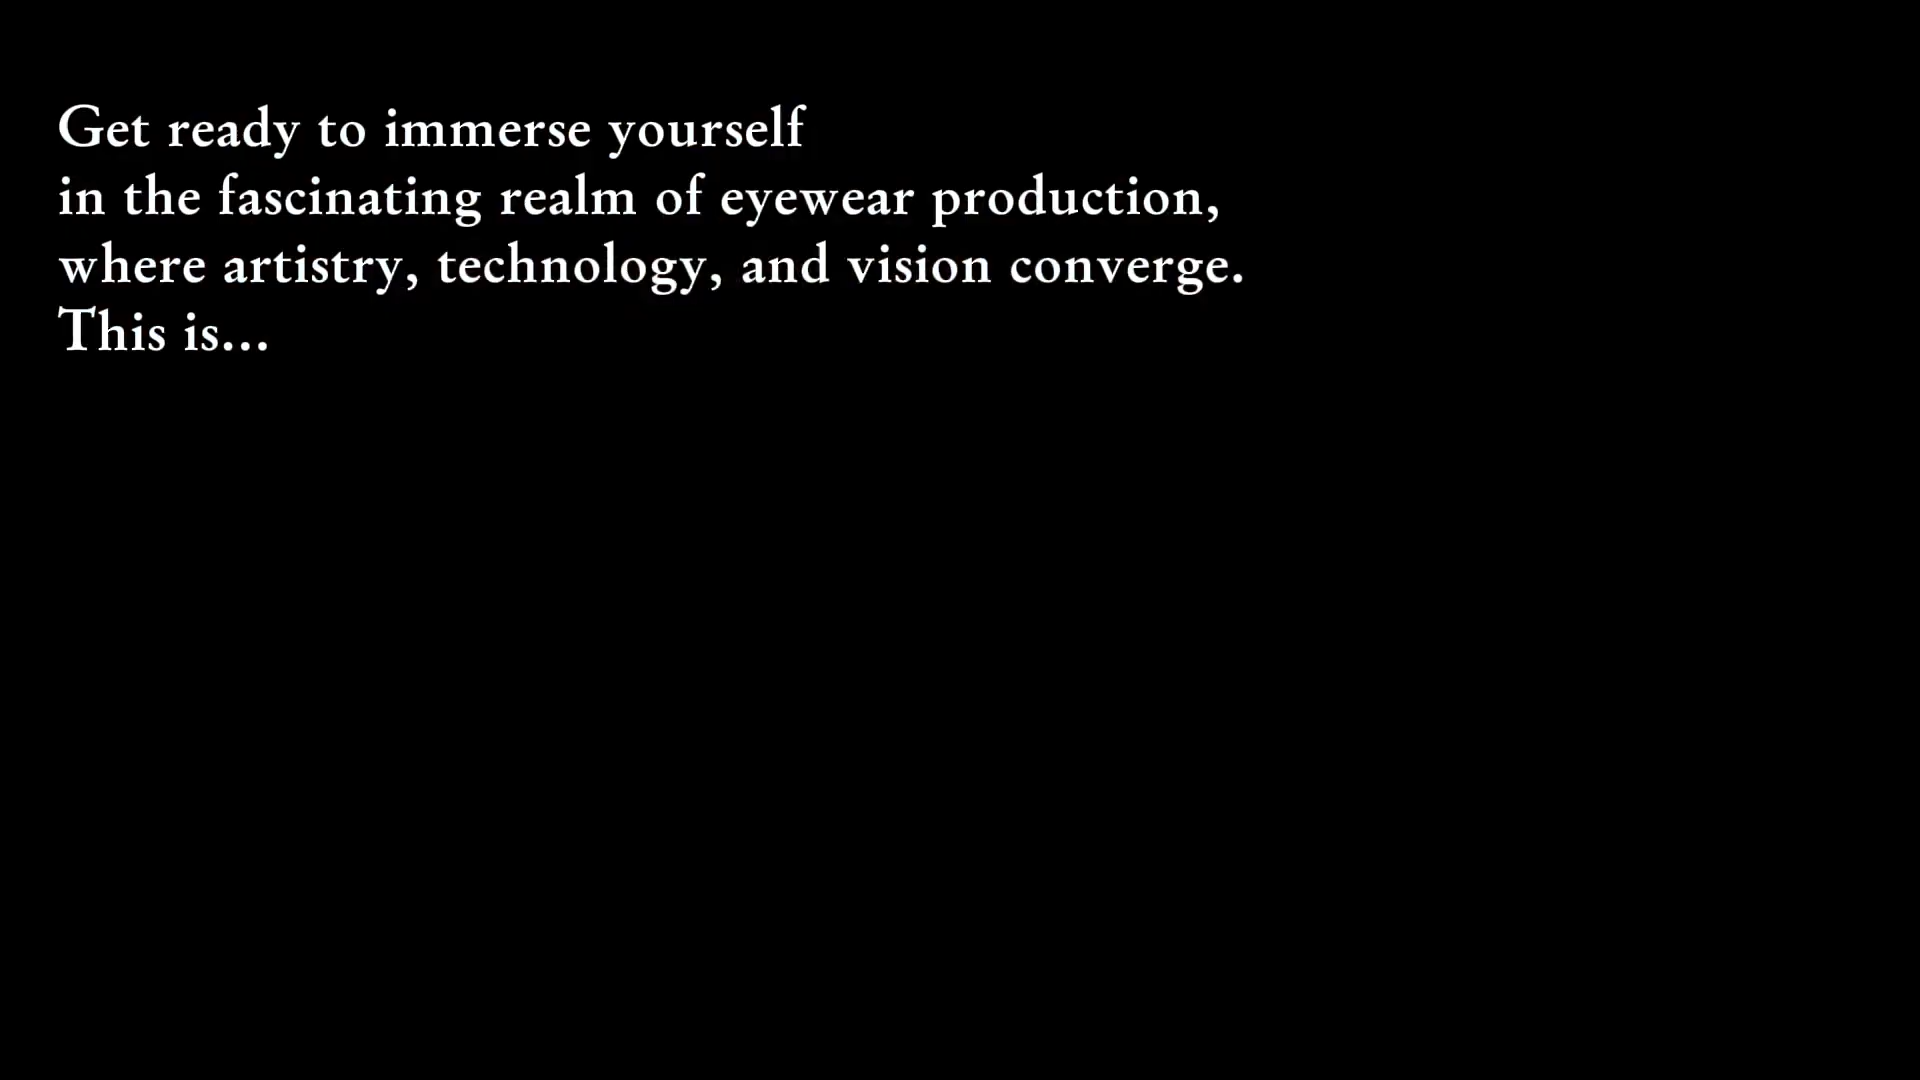 Get ready to immerse yourself
in the fascinating realm of eyewear production,
where artistry, technology, and vision converge.
This is...